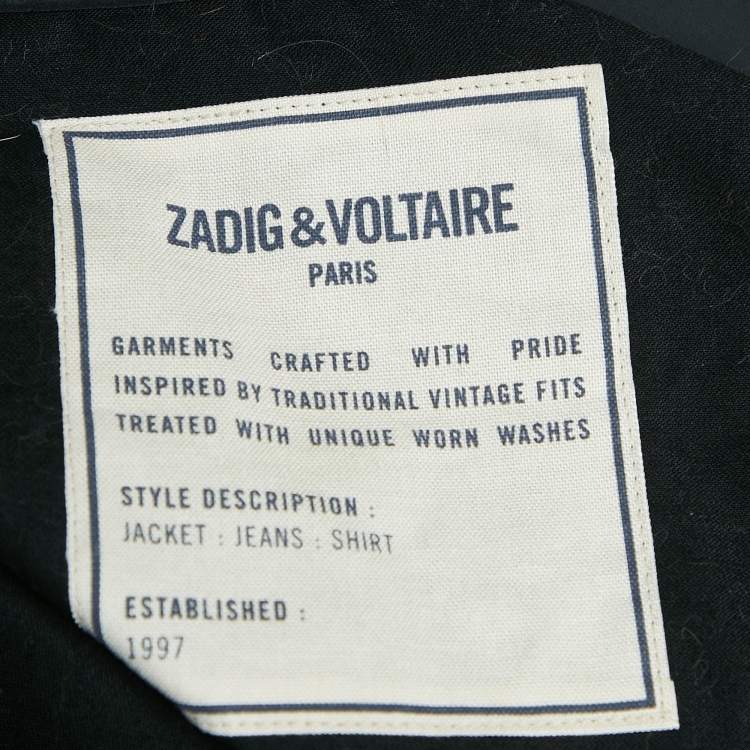 ZADIG&VOLTAIRE
PARIS
GARMENTS CRAFTED WITH PRIDE
INSPIRED BY TRADITIONAL VINTAGE FITS
TREATED WITH UNIQUE WORN WASHES
STYLE DESCRIPTION :
JACKET : JEANS : SHIRT
ESTABLISHED :
1997